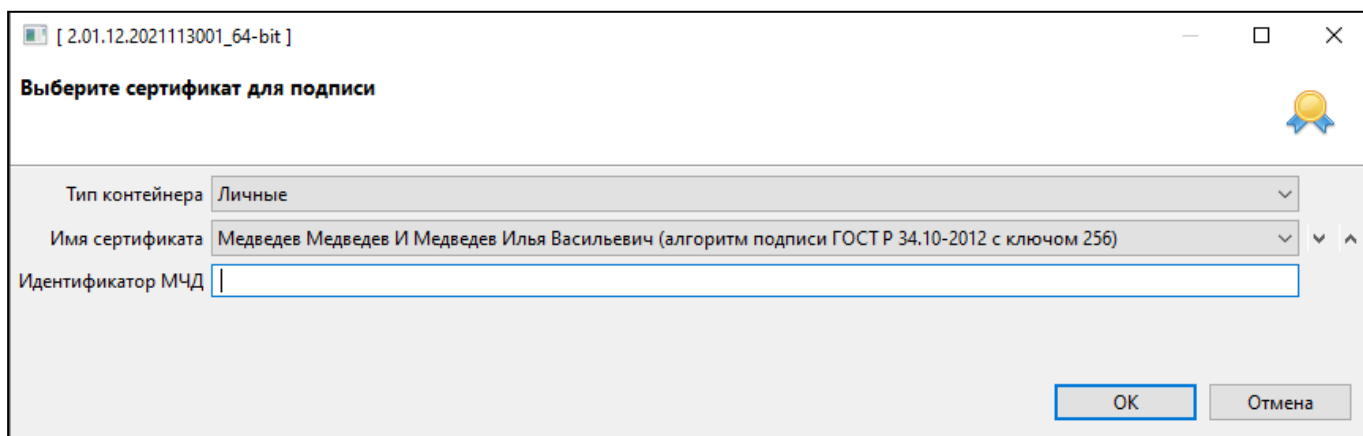 [ 2.01.12.2021113001_64-bit ]
Выберите сертификат для подписи
Тип контейнера Личные
Имя сертификата Медведев Медведев И Медведев Илья Васильевич (алгоритм подписи ГОСТ Р 34.10-2012 с ключом 256)
Идентификатор МЧД
ОК Отмена